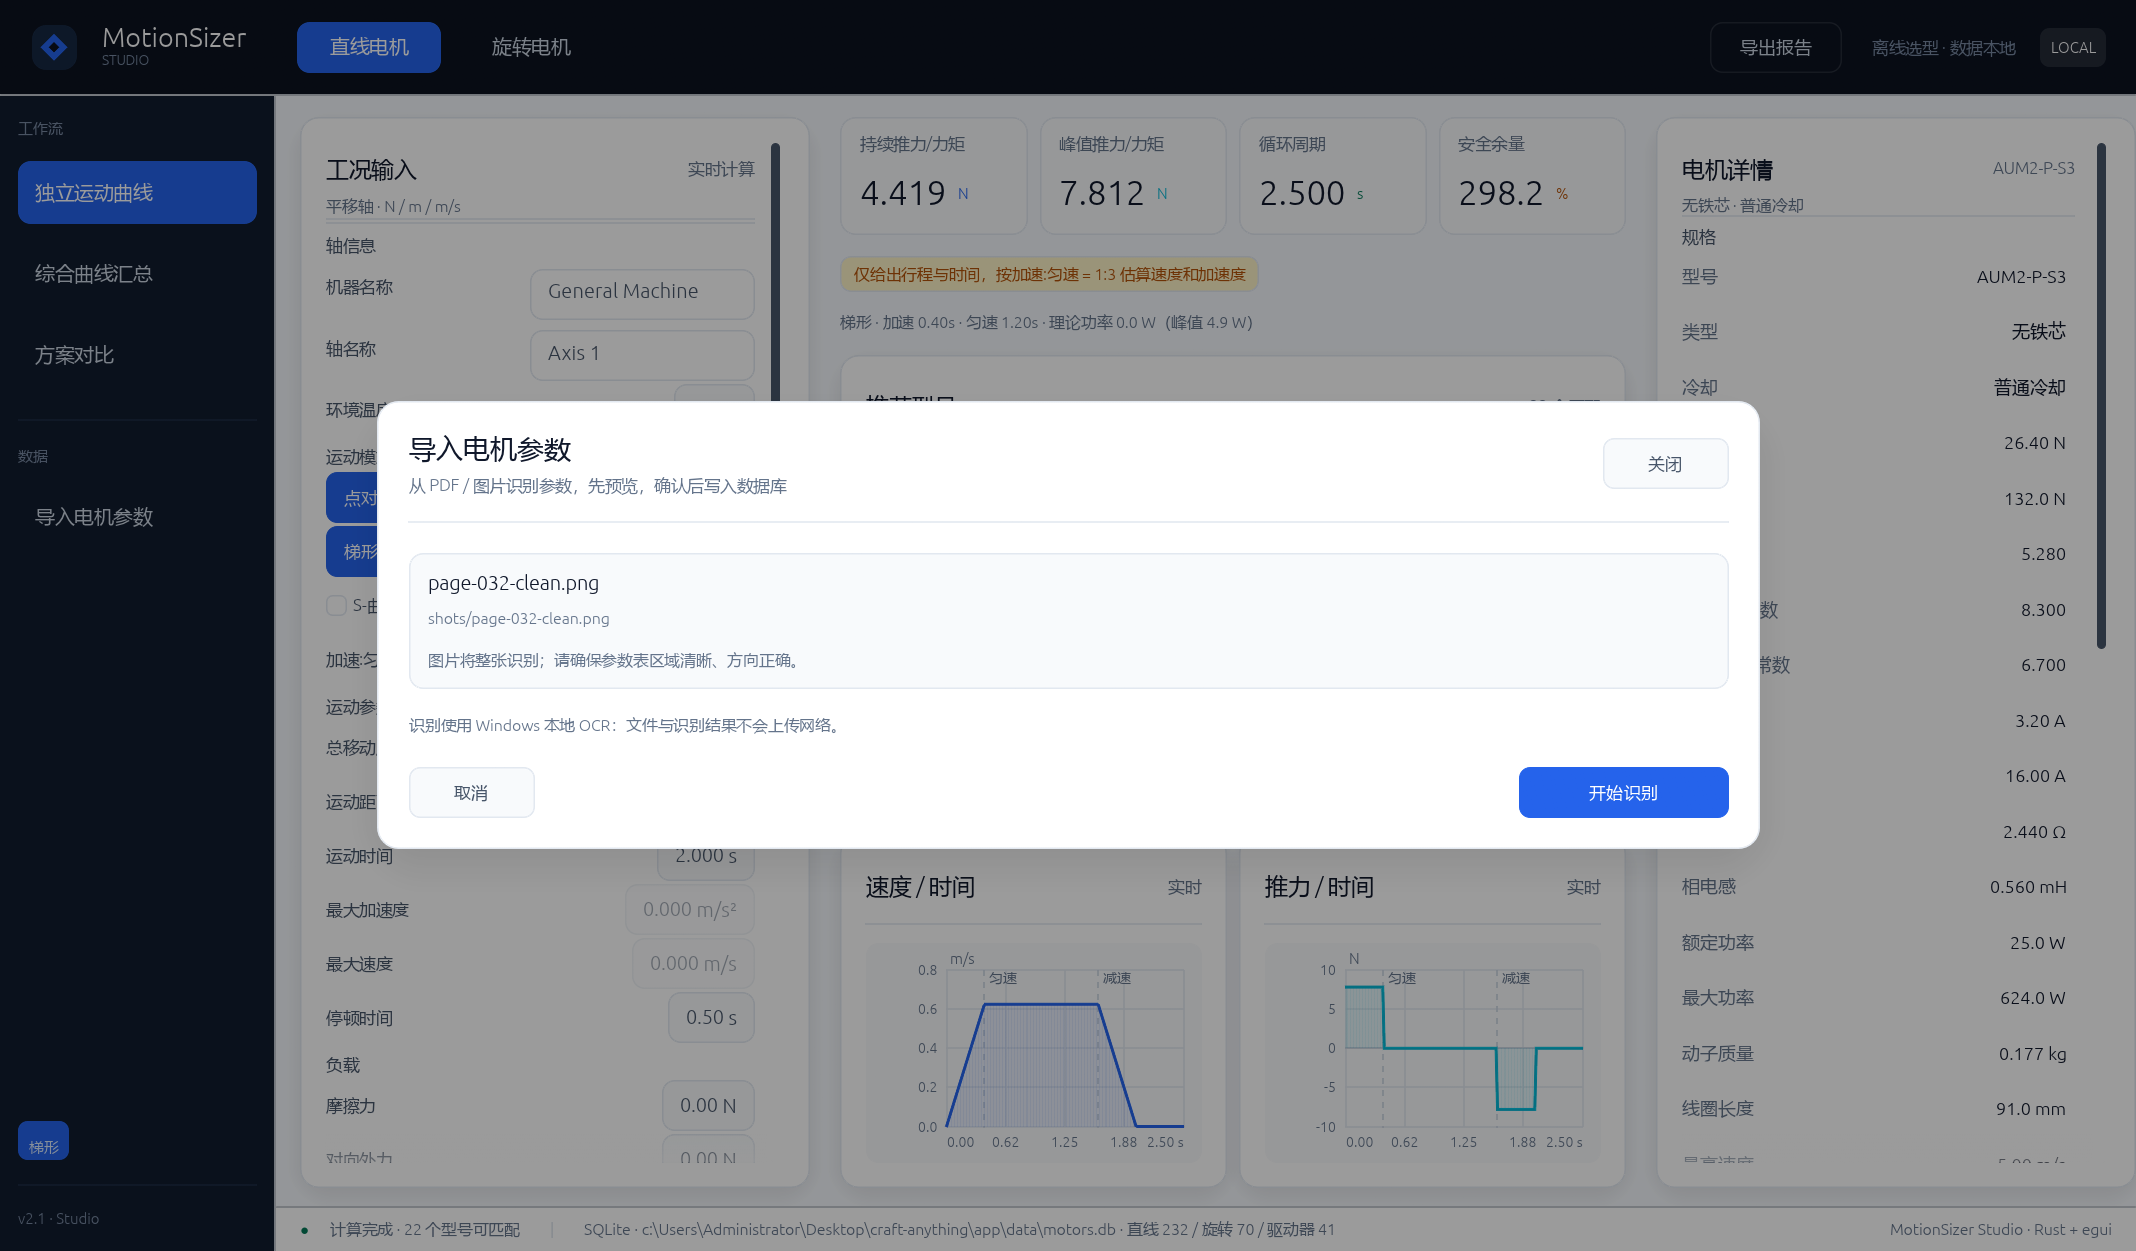 MotionSizer
STUDIO
直线电机
旋转电机
导出报告
离线选型 · 数据本地
LOCAL
工作流
独立运动曲线
综合曲线汇总
方案对比
数据
导入电机参数
梯形
v2.1 · Studio
工况输入
实时计算
平移轴 · N / m / m/s
轴信息
机器名称
General Machine
轴名称
Axis 1
环境温
运动模
点对
梯形
S-曲
加速:匀
运动参
总移动
运动距
运动时间
2.000 s
最大加速度
0.000 m/s²
最大速度
0.000 m/s
停顿时间
0.50 s
负载
摩擦力
0.00 N
对向外力
0.00 N
持续推力/力矩
4.419 N
峰值推力/力矩
7.812 N
循环周期
2.500 s
安全余量
298.2 %
仅给出行程与时间，按加速:匀速 = 1:3 估算速度和加速度
梯形 · 加速 0.40s · 匀速 1.20s · 理论功率 0.0 W（峰值 4.9 W）
导入电机参数
从 PDF / 图片识别参数，先预览，确认后写入数据库
关闭
page-032-clean.png
shots/page-032-clean.png
图片将整张识别；请确保参数表区域清晰、方向正确。
识别使用 Windows 本地 OCR：文件与识别结果不会上传网络。
取消
开始识别
速度 / 时间
实时
m/s
匀速
减速
0.8
0.6
0.4
0.2
0.0
0.00 0.62 1.25 1.88 2.50 s
推力 / 时间
实时
N
匀速
减速
10
5
0
-5
-10
0.00 0.62 1.25 1.88 2.50 s
电机详情
AUM2-P-S3
无铁芯 · 普通冷却
规格
型号
AUM2-P-S3
类型
无铁芯
冷却
普通冷却
26.40 N
132.0 N
5.280
数
8.300
常数
6.700
3.20 A
16.00 A
2.440 Ω
相电感
0.560 mH
额定功率
25.0 W
最大功率
624.0 W
动子质量
0.177 kg
线圈长度
91.0 mm
最高速度
5.00 m/s
计算完成 · 22 个型号可匹配
SQLite · c:\Users\Administrator\Desktop\craft-anything\app\data\motors.db · 直线 232 / 旋转 70 / 驱动器 41
MotionSizer Studio · Rust + egui